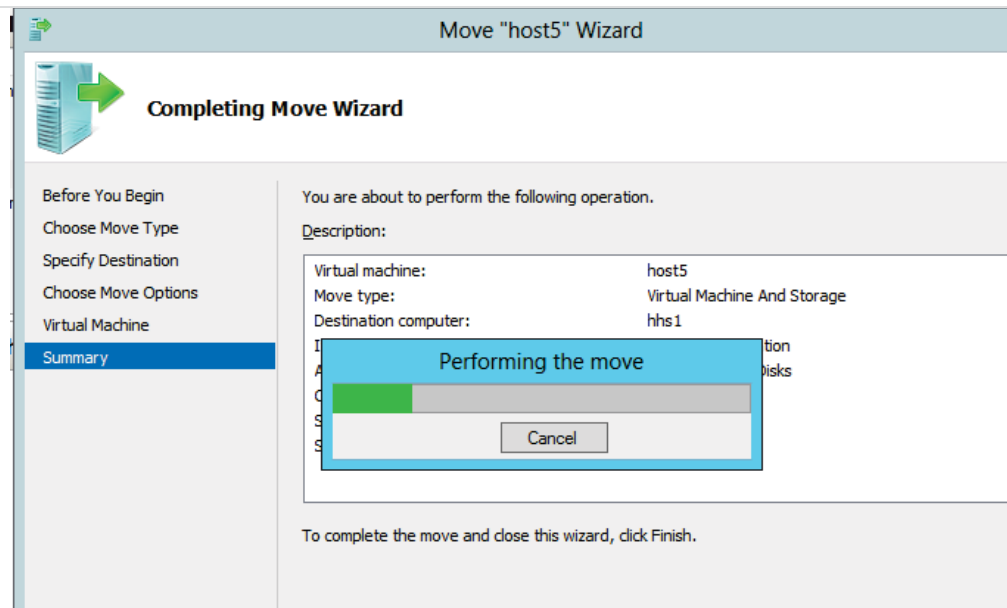 Move "host5" Wizard
Completing Move Wizard
Before You Begin
Choose Move Type
Specify Destination
Choose Move Options
Virtual Machine
Summary
You are about to perform the following operation.
Description:
Virtual machine: host5
Move type: Virtual Machine And Storage
Destination computer: hhs1
Performing the move
Cancel
To complete the move and close this wizard, click Finish.